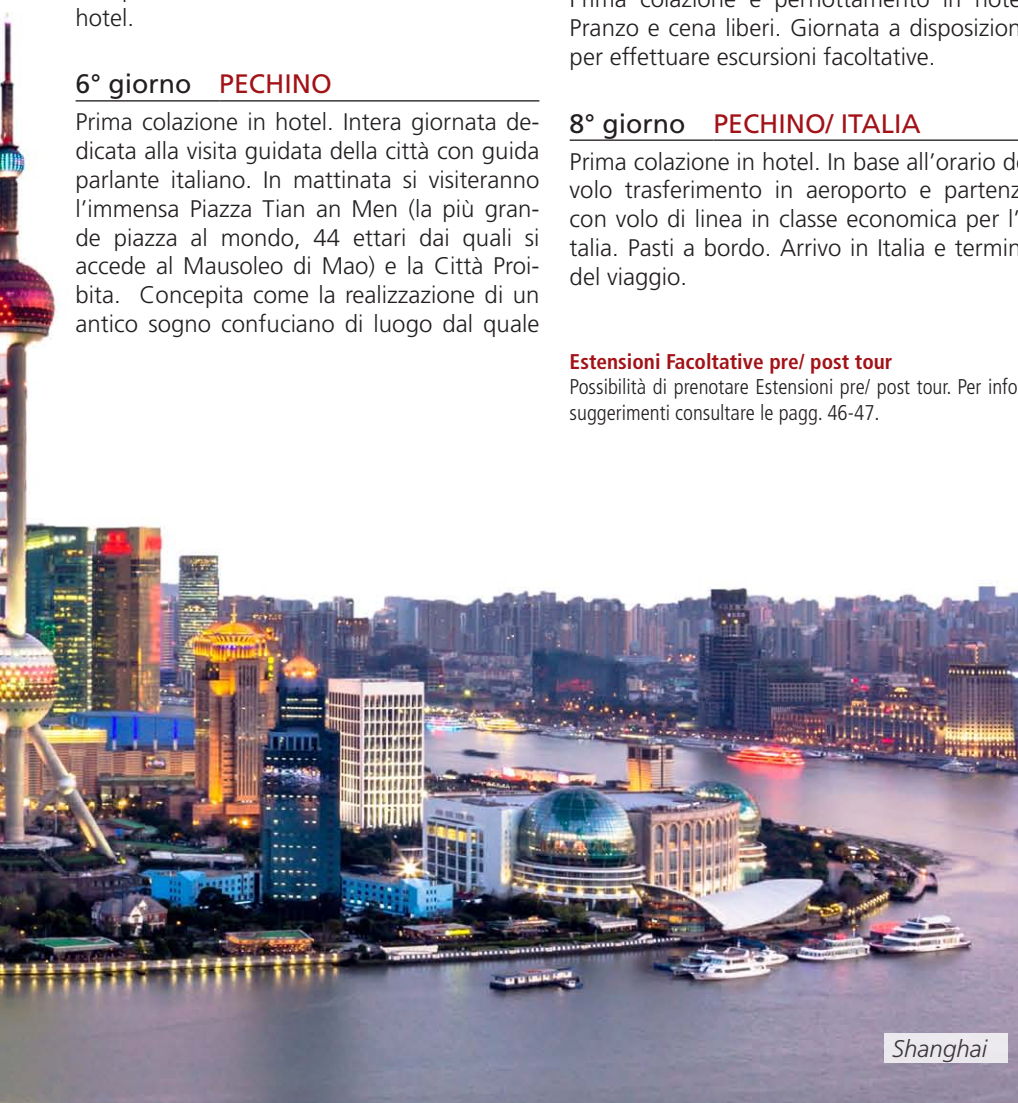 hotel.
6° giorno PECHINO
Prima colazione in hotel. Intera giornata de-
dicata alla visita guidata della città con guida
parlante italiano. In mattinata si visiteranno
l'immensa Piazza Tian an Men (la più gran-
de piazza al mondo, 44 ettari dai quali si
accede al Mausoleo di Mao) e la Città Proi-
bita. Concepita come la realizzazione di un
antico sogno confuciano di luogo dal quale
Prima colazione e pernottamento in hotel
Pranzo e cena liberi. Giornata a disposizion
per effettuare escursioni facoltative.
8° giorno PECHINO/ ITALIA
Prima colazione in hotel. In base all'orario de
volo trasferimento in aeroporto e partenz
con volo di linea in classe economica per l'
talia. Pasti a bordo. Arrivo in Italia e termin
del viaggio.
Estensioni Facoltative pre/ post tour
Possibilità di prenotare Estensioni pre/ post tour. Per info
suggerimenti consultare le pagg. 46-47.
Shanghai